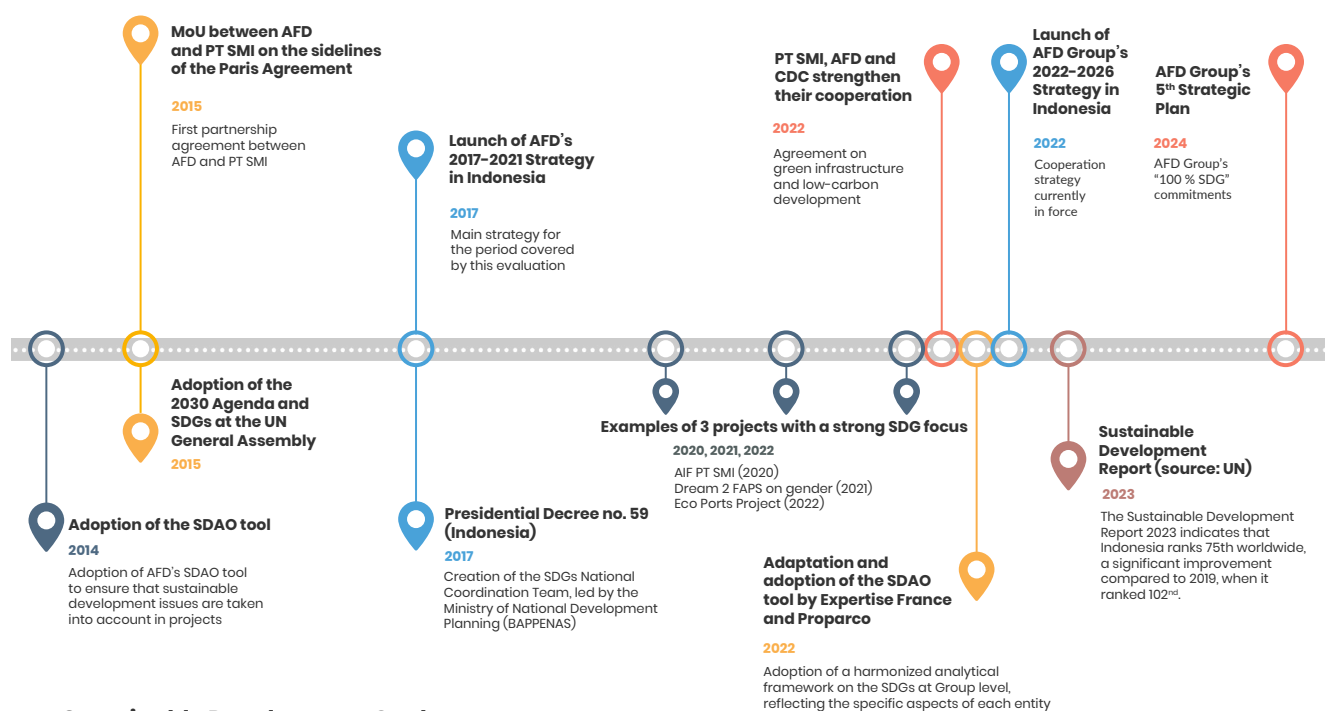 MoU between AFD
and PT SMI on the sidelines
of the Paris Agreement
2015
First partnership
agreement between
AFD and PT SMI
Launch of AFD's
2017-2021 Strategy
in Indonesia
2017
Main strategy for
the period covered
by this evaluation
PT SMI, AFD and
CDC strengthen
their cooperation
2022
Agreement on
green infrastructure
and low-carbon
development
Launch of
AFD Group's
2022-2026
Strategy in
Indonesia
2022
Cooperation
strategy
currently
in force
AFD Group's
5th Strategic
Plan
2024
AFD Group's
"100 % SDG"
commitments
Adoption of the SDAO tool
2014
Adoption of AFD's SDAO tool
to ensure that sustainable
development issues are taken
into account in projects
Adoption of the
2030 Agenda and
SDGs at the UN
General Assembly
2015
Presidential Decree no. 59
(Indonesia)
2017
Creation of the SDGs National
Coordination Team, led by the
Ministry of National Development
Planning (BAPPENAS)
Examples of 3 projects with a strong SDG focus
2020, 2021, 2022
AIF PT SMI (2020)
Dream 2 FAPS on gender (2021)
Eco Ports Project (2022)
Adaptation and
adoption of the SDAO
tool by Expertise France
and Proparco
2022
Adoption of a harmonized analytical
framework on the SDGs at Group level,
reflecting the specific aspects of each entity
Sustainable
Development
Report (source: UN)
2023
The Sustainable Development
Report 2023 indicates that
Indonesia ranks 75th worldwide,
a significant improvement
compared to 2019, when it
ranked 102nd.